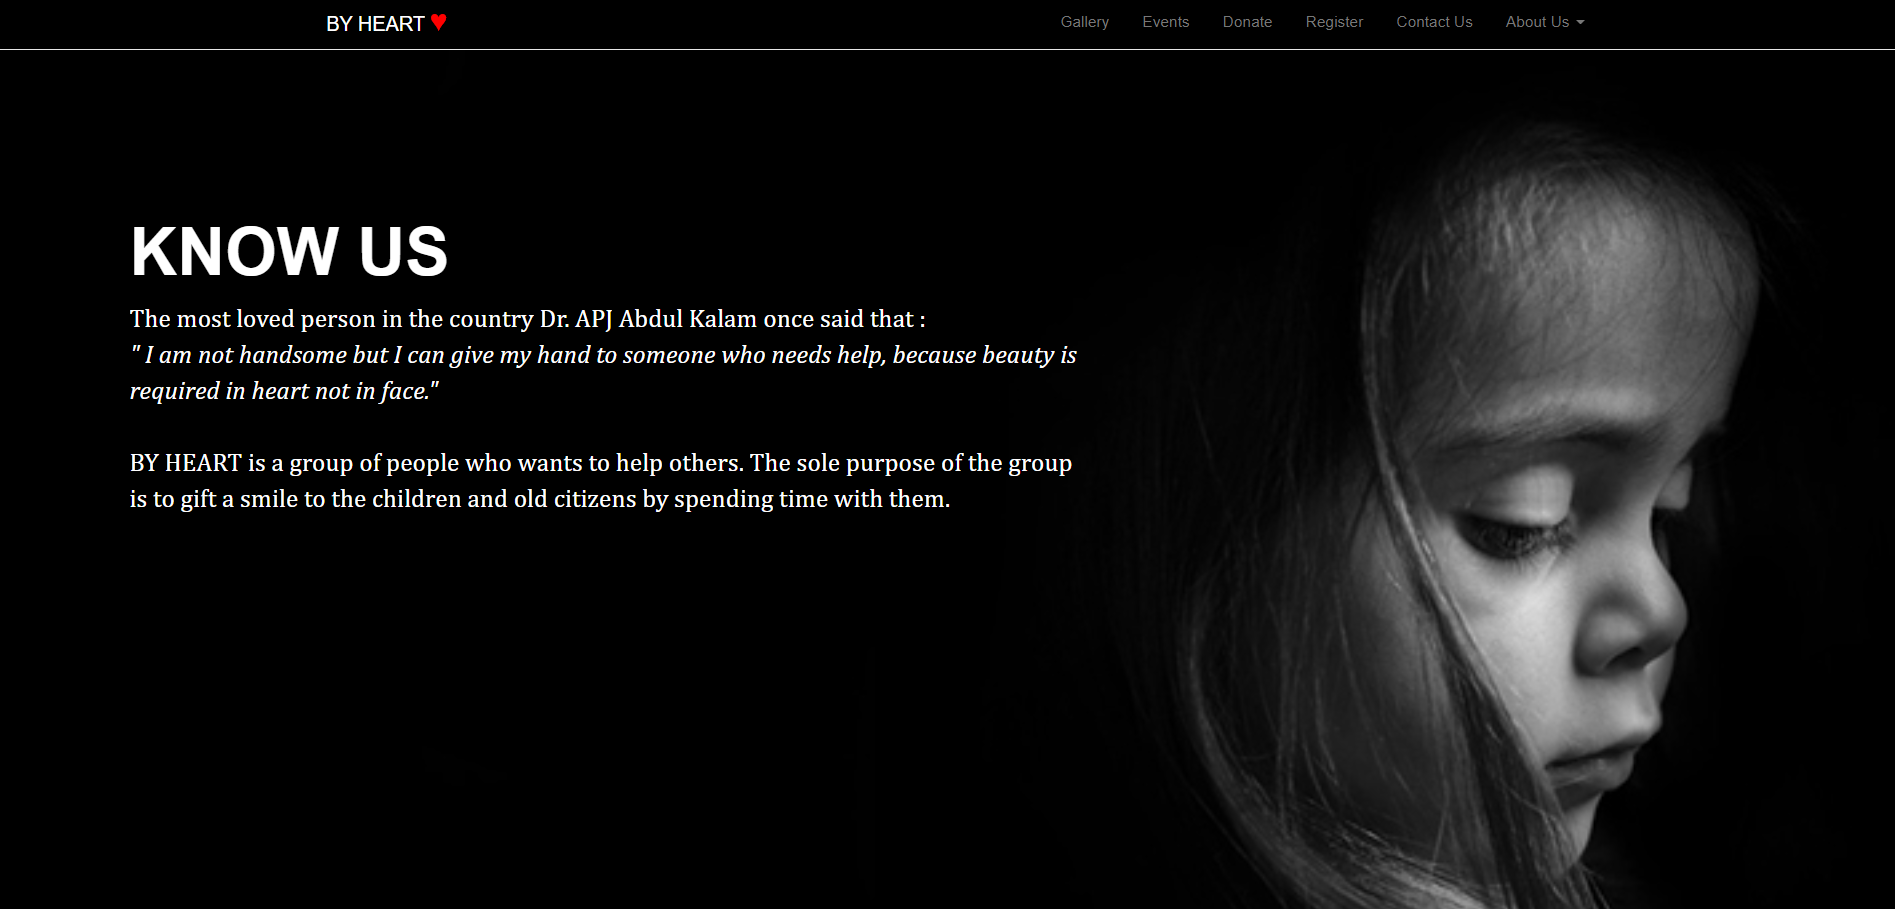 BY HEART ♥
Gallery Events Donate Register Contact Us About Us
KNOW US
The most loved person in the country Dr. APJ Abdul Kalam once said that :
" I am not handsome but I can give my hand to someone who needs help, because beauty is
required in heart not in face."
BY HEART is a group of people who wants to help others. The sole purpose of the group
is to gift a smile to the children and old citizens by spending time with them.